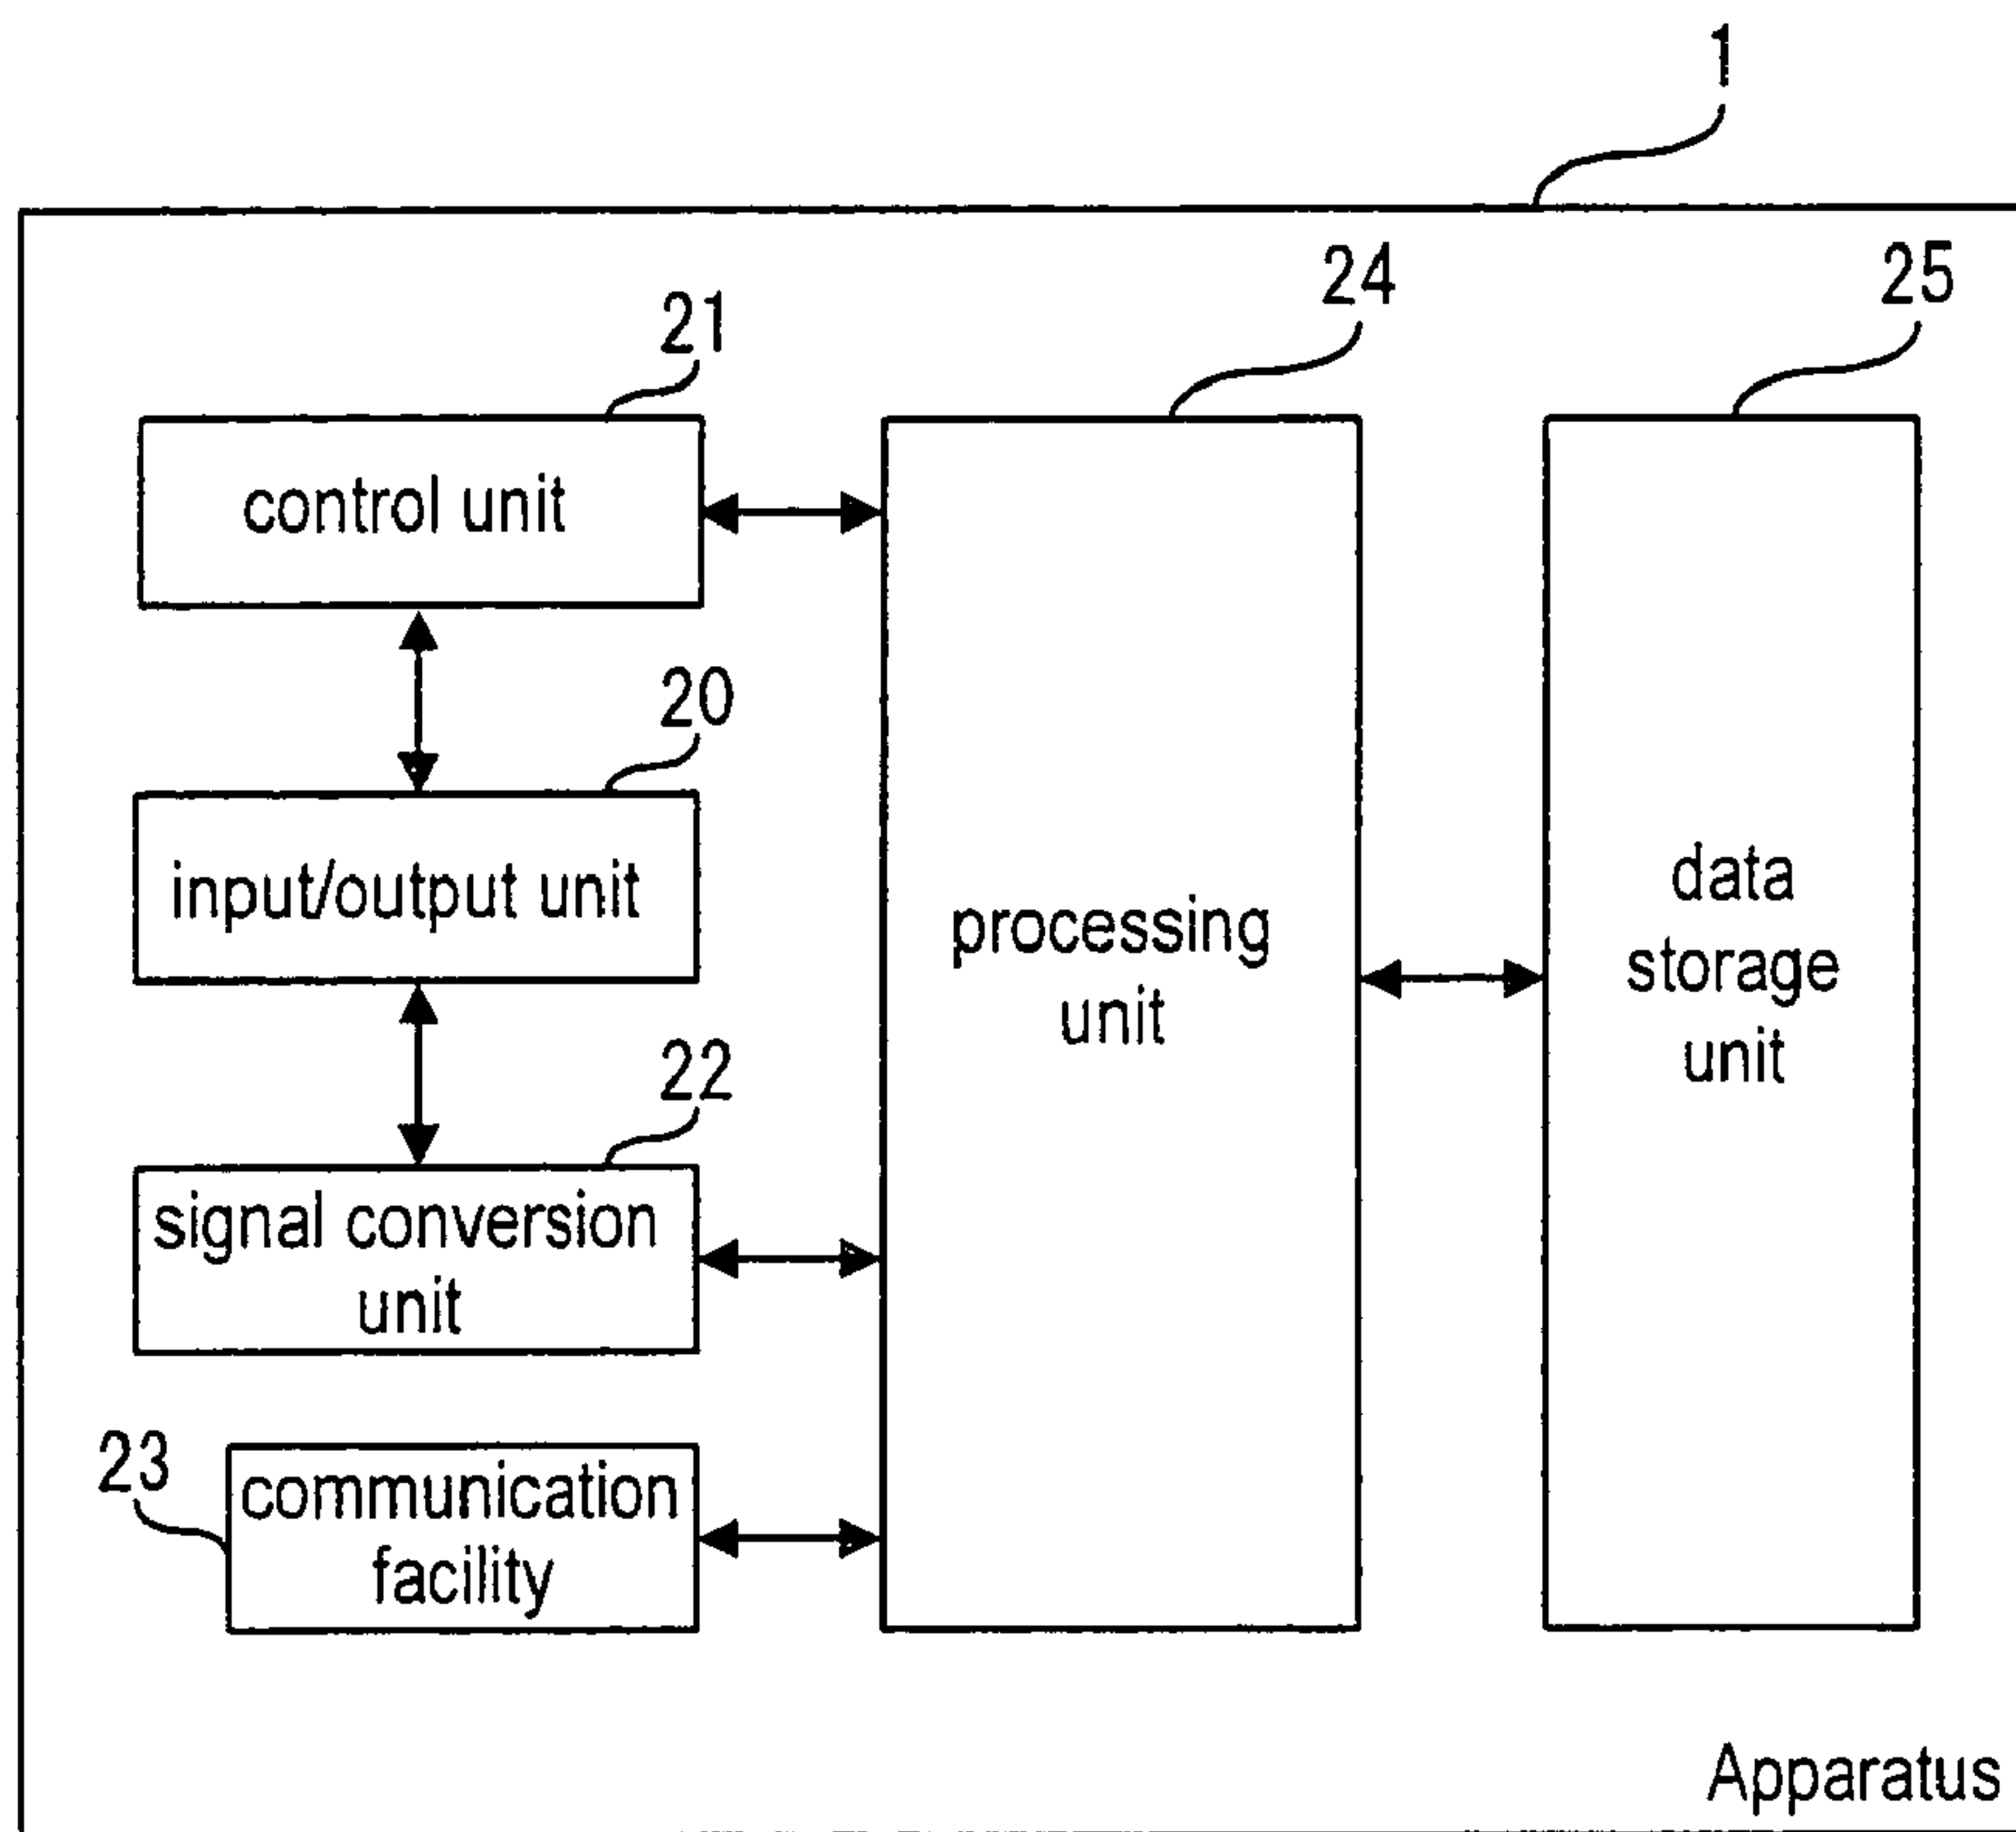 1
24
25
21
control unit
20
input/output unit
processing
unit
data
storage
unit
22
signal conversion
unit
23
communication
facility
Apparatus